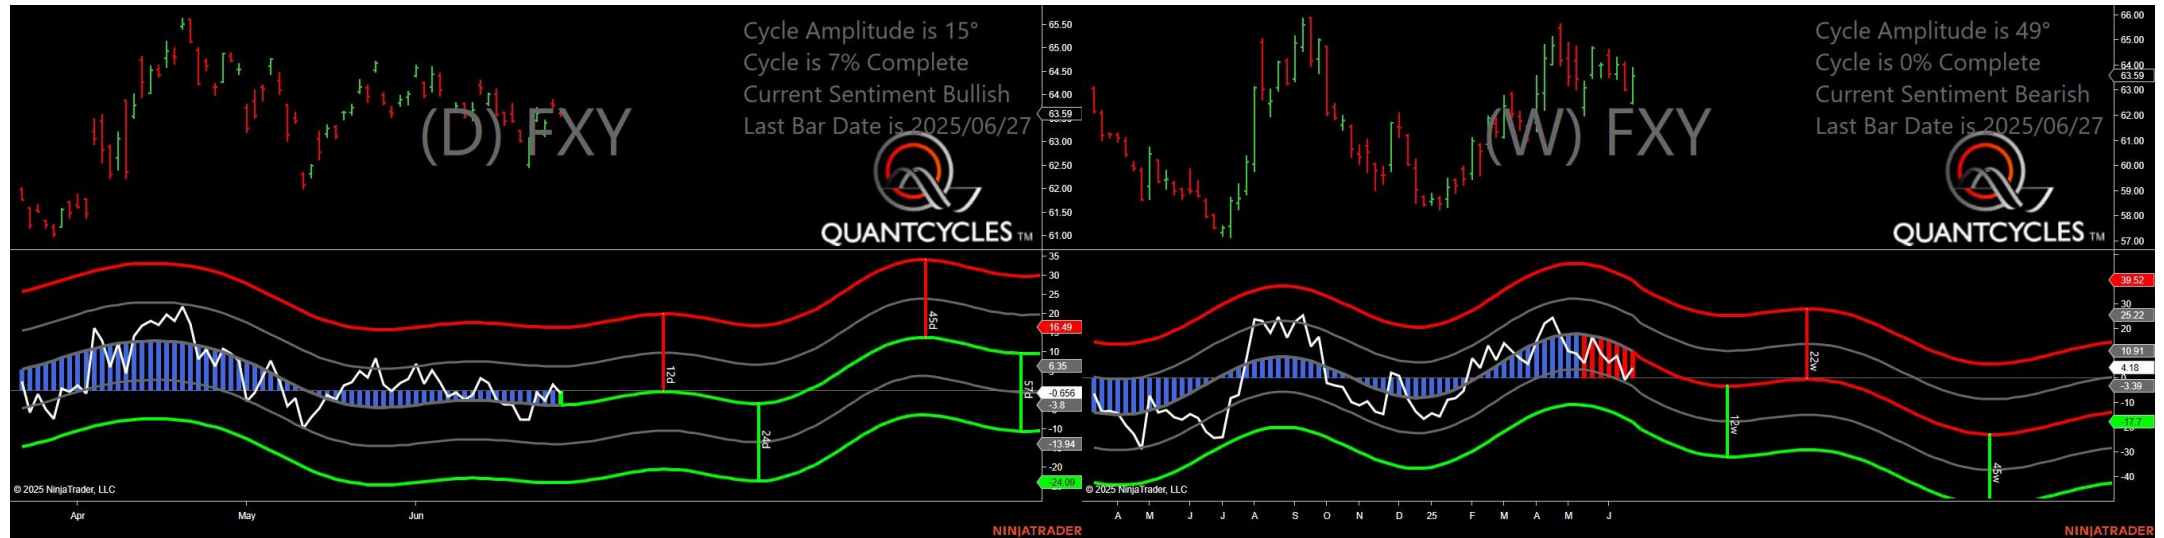 Cycle Amplitude is 15°
Cycle is 7% Complete
Current Sentiment Bullish
Last Bar Date is 2025/06/27
(D) FXY
QUANTCYCLES TM
65.50
65.00
64.50
64.00
63.59
63.00
62.50
62.00
61.50
61.00
35
30
25
20
16.49
10
6.35
-0.656
-3.8
-10
-13.94
-20
-24.09
12d
24d
45d
57d
© 2025 NinjaTrader, LLC
Apr May Jun
NINJATRADER
Cycle Amplitude is 49°
Cycle is 0% Complete
Current Sentiment Bearish
Last Bar Date is 2025/06/27
(W) FXY
QUANTCYCLES TM
66.00
65.00
64.00
63.59
63.00
62.00
61.00
60.00
59.00
58.00
57.00
39.52
30
25.22
20
10.91
4.18
-3.39
-10
-17.7
-30
-40
12w
22w
45w
© 2025 NinjaTrader, LLC
A M J J A S O N D 25 F M A M J
NINJATRADER